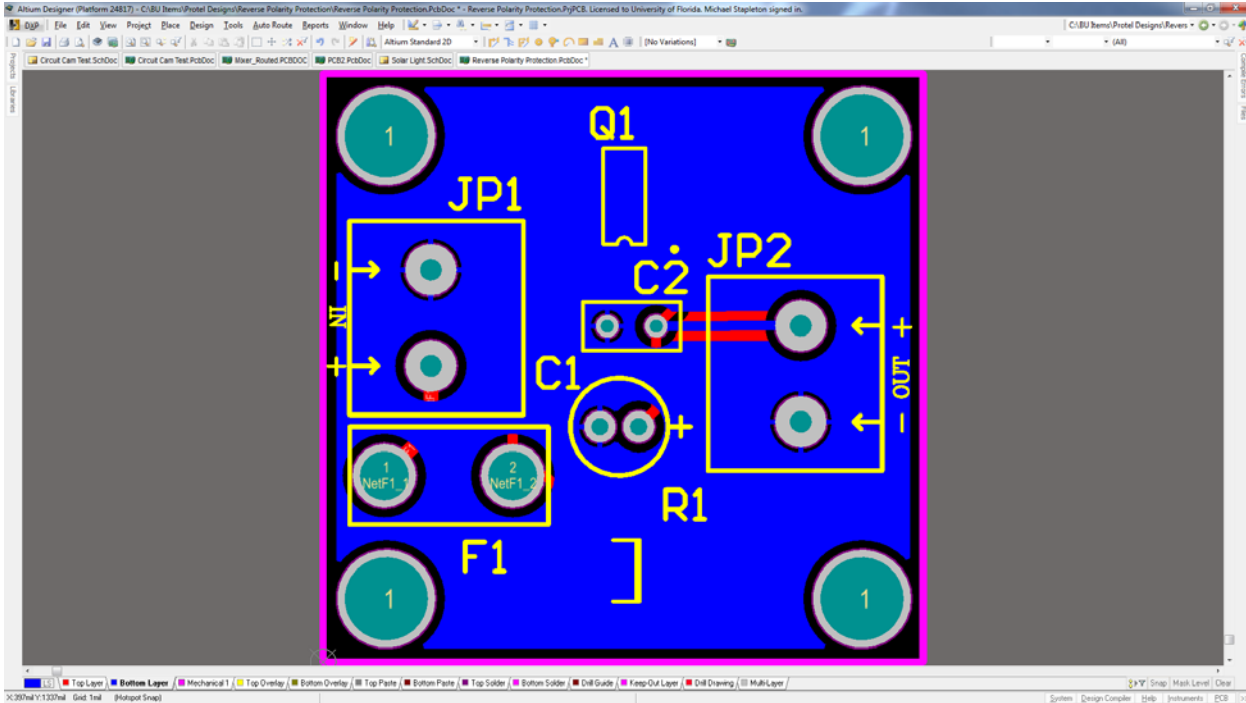 Altium Designer (Platform 24817) - C:\BU Items\Protel Designs\Reverse Polarity Protection\Reverse Polarity Protection.PcbDoc * - Reverse Polarity Protection.PrjPCB. Licensed to University of Florida. Michael Stapleton signed in.
DXP File Edit View Project Place Design Tools Auto Route Reports Window Help C:\BU Items\Protel Designs\Revers
Altium Standard 2D [No Variations] (All)
Circuit Cam Test.SchDoc Circuit Cam Test.PcbDoc Mixer_Routed.PCBDOC PCB2.PcbDoc Solar Light.SchDoc Reverse Polarity Protection.PcbDoc *
Projects
Libraries
Compile Errors
Files
1
1
Q1
JP1
JP2
C2
IN
−
+
+
OUT
−
C1
+
1
NetF1_1
2
NetF1_2
R1
F1
1
1
LS Top Layer Bottom Layer Mechanical 1 Top Overlay Bottom Overlay Top Paste Bottom Paste Top Solder Bottom Solder Drill Guide Keep-Out Layer Drill Drawing Multi-Layer Snap Mask Level Clear
X:397mil Y:1337mil Grid: 1mil (Hotspot Snap) System Design Compiler Help Instruments PCB